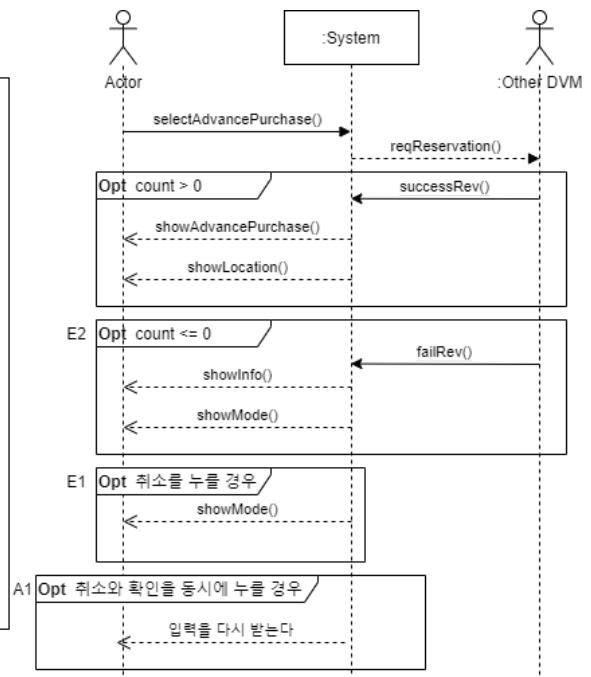 :System
Actor
:Other DVM
selectAdvancePurchase()
reqReservation()
Opt count > 0
successRev()
showAdvancePurchase()
showLocation()
E2 Opt count <= 0
failRev()
showInfo()
showMode()
E1 Opt 취소를 누를 경우
showMode()
A1 Opt 취소와 확인을 동시에 누를 경우
입력을 다시 받는다